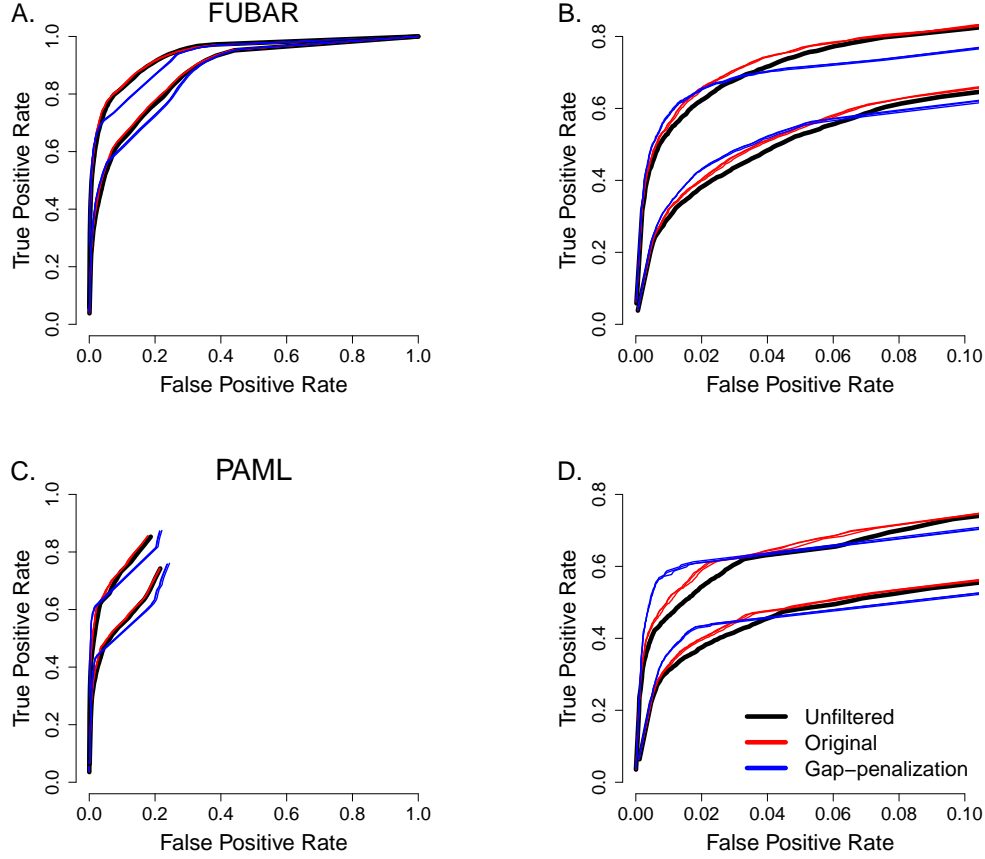 A.
FUBAR
True Positive Rate
0.0 0.2 0.4 0.6 0.8 1.0
0.0 0.2 0.4 0.6 0.8 1.0
False Positive Rate
B.
True Positive Rate
0.0 0.2 0.4 0.6 0.8
0.00 0.02 0.04 0.06 0.08 0.10
False Positive Rate
C.
PAML
True Positive Rate
0.0 0.2 0.4 0.6 0.8 1.0
0.0 0.2 0.4 0.6 0.8 1.0
False Positive Rate
D.
True Positive Rate
0.0 0.2 0.4 0.6 0.8
Unfiltered
Original
Gap−penalization
0.00 0.02 0.04 0.06 0.08 0.10
False Positive Rate